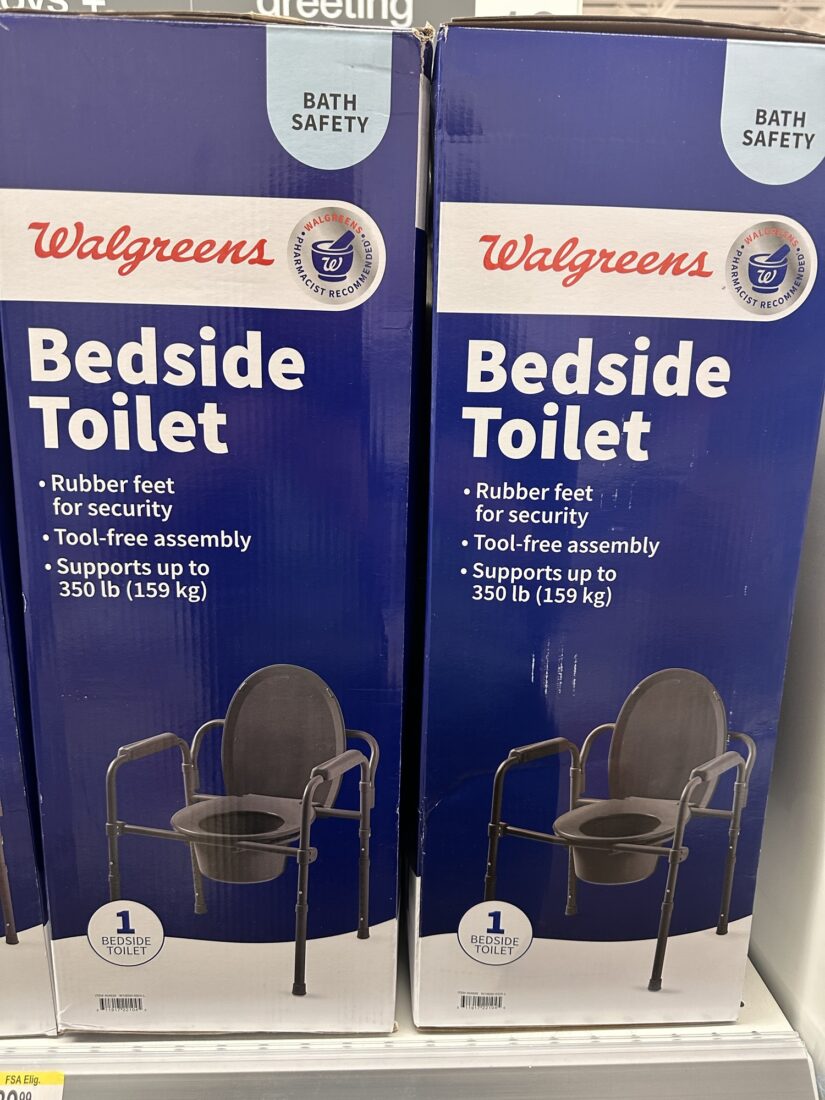 greeting
BATH
SAFETY
Walgreens
WALGREENS
PHARMACIST RECOMMENDED
W
Bedside
Toilet
• Rubber feet
for security
• Tool-free assembly
• Supports up to
350 lb (159 kg)
1
BEDSIDE
TOILET
BATH
SAFETY
Walgreens
WALGREENS
PHARMACIST RECOMMENDED
W
Bedside
Toilet
• Rubber feet
for security
• Tool-free assembly
• Supports up to
350 lb (159 kg)
1
BEDSIDE
TOILET
FSA Elig.